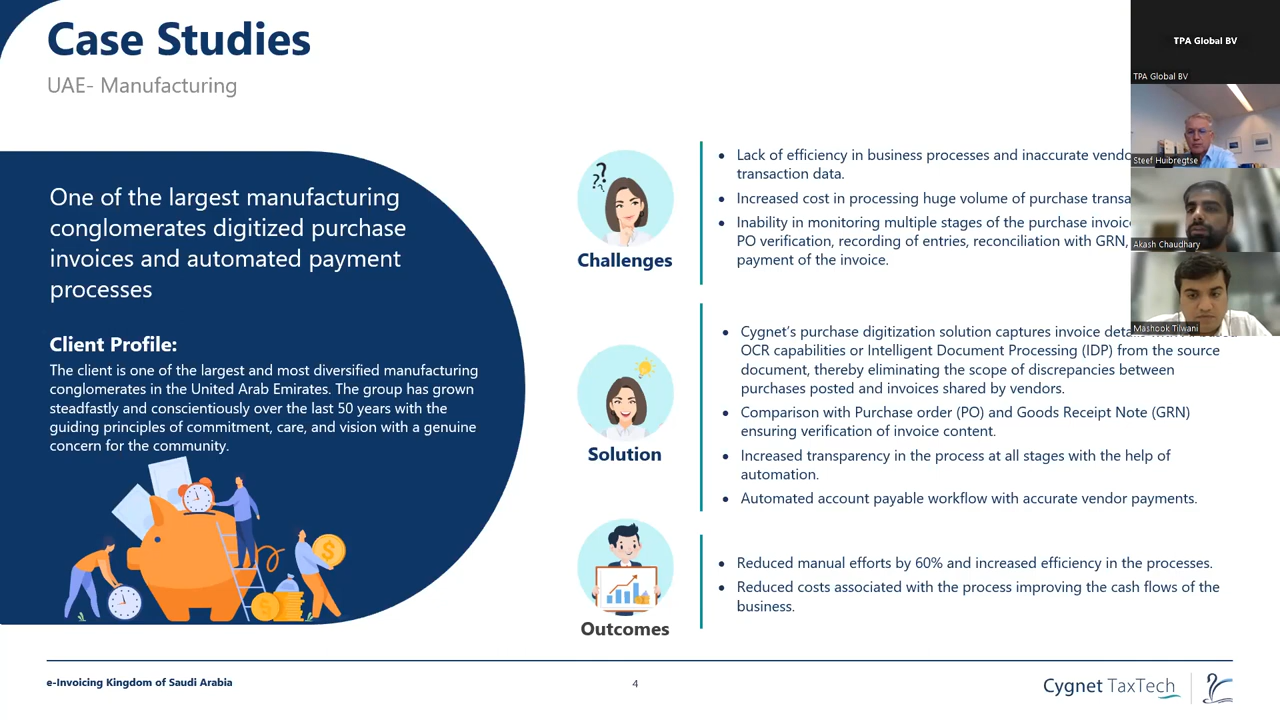 Case Studies
UAE- Manufacturing
One of the largest manufacturing
conglomerates digitized purchase
invoices and automated payment
processes
Client Profile:
The client is one of the largest and most diversified manufacturing
conglomerates in the United Arab Emirates. The group has grown
steadfastly and conscientiously over the last 50 years with the
guiding principles of commitment, care, and vision with a genuine
concern for the community.
???
Challenges
• Lack of efficiency in business processes and inaccurate
transaction data.
• Increased cost in processing huge volume of purchase
• Inability in monitoring multiple stages of the purchase
PO verification, recording of entries, reconciliation with GRN,
payment of the invoice.
Solution
• Cygnet's purchase digitization solution captures invoice
OCR capabilities or Intelligent Document Processing (IDP) from the source
document, thereby eliminating the scope of discrepancies between
purchases posted and invoices shared by vendors.
• Comparison with Purchase order (PO) and Goods Receipt Note (GRN)
ensuring verification of invoice content.
• Increased transparency in the process at all stages with the help of
automation.
• Automated account payable workflow with accurate vendor payments.
Outcomes
• Reduced manual efforts by 60% and increased efficiency in the processes.
• Reduced costs associated with the process improving the cash flows of the
business.
TPA Global BV
TPA Global BV
Steef Huibregtse
Akash Chaudhary
Mashook Tilwani
e-Invoicing Kingdom of Saudi Arabia
4
Cygnet TaxTech